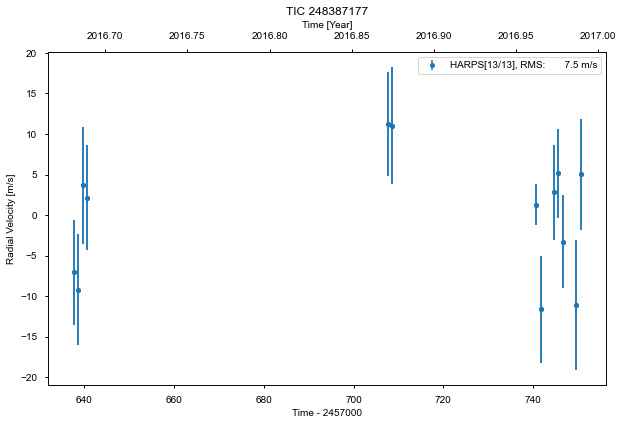 TIC 248387177
Time [Year]
2016.70 2016.75 2016.80 2016.85 2016.90 2016.95 2017.00
HARPS[13/13], RMS: 7.5 m/s
Radial Velocity [m/s]
20
15
10
5
0
−5
−10
−15
−20
640 660 680 700 720 740
Time - 2457000